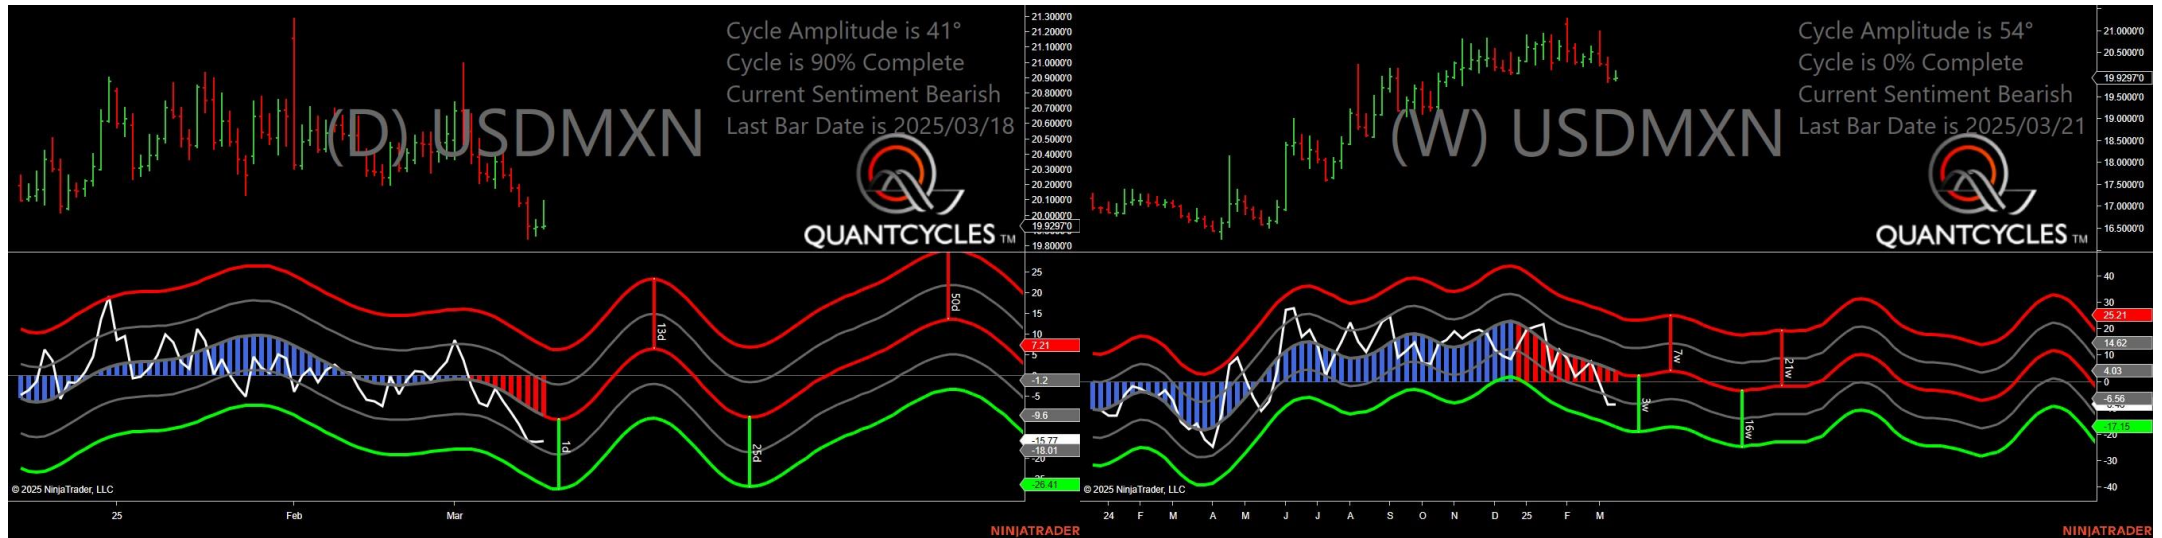 Cycle Amplitude is 41°
Cycle is 90% Complete
Current Sentiment Bearish
Last Bar Date is 2025/03/18
(D) USDMXN
QUANTCYCLES TM
21.3000'0
21.2000'0
21.1000'0
21.0000'0
20.9000'0
20.8000'0
20.7000'0
20.6000'0
20.5000'0
20.4000'0
20.3000'0
20.2000'0
20.1000'0
20.0000'0
19.9297'0
19.8000'0
13d
50d
1d
25d
25
20
15
10
7.21
5
-1.2
-5
-9.6
-15.77
-18.01
-20
-26.41
© 2025 NinjaTrader, LLC
25
Feb
Mar
NINJATRADER
Cycle Amplitude is 54°
Cycle is 0% Complete
Current Sentiment Bearish
Last Bar Date is 2025/03/21
(W) USDMXN
QUANTCYCLES TM
21.0000'0
20.5000'0
19.9297'0
19.5000'0
19.0000'0
18.5000'0
18.0000'0
17.5000'0
17.0000'0
16.5000'0
7w
21w
3w
16w
40
30
25.21
20
14.62
10
4.03
0
-6.56
-17.15
-20
-30
-40
© 2025 NinjaTrader, LLC
24
F
M
A
M
J
J
A
S
O
N
D
25
F
M
NINJATRADER